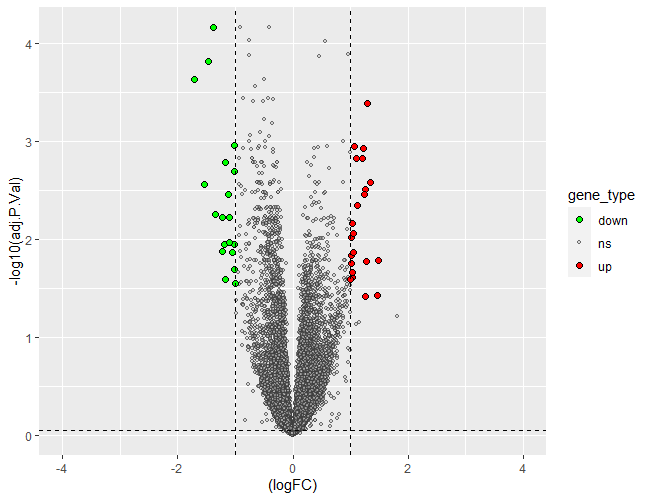 -log10(adj.P.Val)
4
3
2
1
0
-4
-2
0
2
4
(logFC)
gene_type
down
ns
up